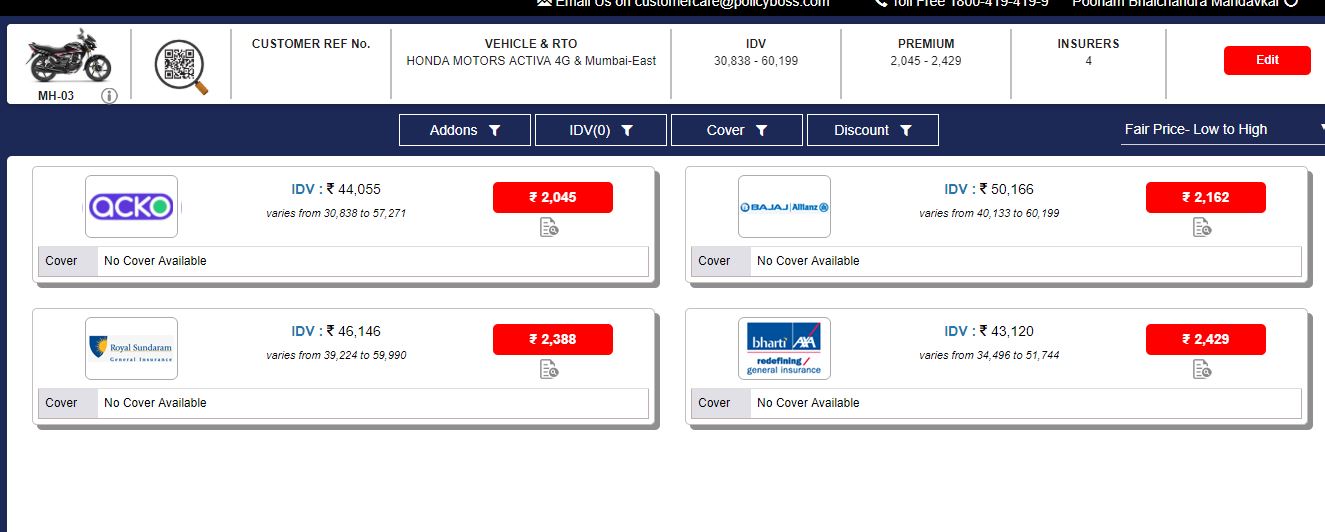 Email Us on customercare@policyboss.com
Toll Free 1800-419-419-9
Poonam Bhalchandra Mandavkar
MH-03
CUSTOMER REF No.
VEHICLE & RTO
HONDA MOTORS ACTIVA 4G & Mumbai-East
IDV
30,838 - 60,199
PREMIUM
2,045 - 2,429
INSURERS
4
Edit
Addons
IDV(0)
Cover
Discount
Fair Price- Low to High
ACKO
IDV : ₹ 44,055
varies from 30,838 to 57,271
₹ 2,045
Cover
No Cover Available
BAJAJ Allianz
IDV : ₹ 50,166
varies from 40,133 to 60,199
₹ 2,162
Cover
No Cover Available
Royal Sundaram
General Insurance
IDV : ₹ 46,146
varies from 39,224 to 59,990
₹ 2,388
Cover
No Cover Available
bharti AXA
redefining /
general insurance
IDV : ₹ 43,120
varies from 34,496 to 51,744
₹ 2,429
Cover
No Cover Available